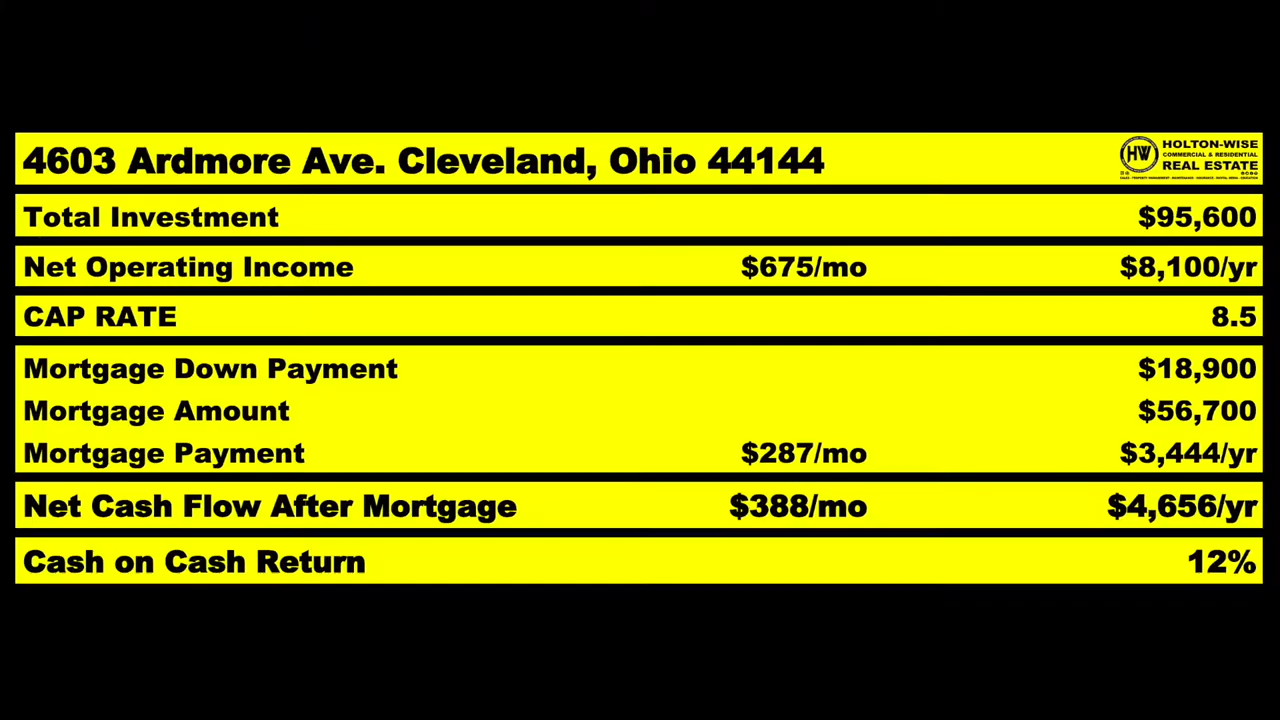 4603 Ardmore Ave. Cleveland, Ohio 44144
HW
HOLTON-WISE
COMMERCIAL & RESIDENTIAL
REAL ESTATE
Total Investment $95,600
Net Operating Income $675/mo $8,100/yr
CAP RATE 8.5
Mortgage Down Payment $18,900
Mortgage Amount $56,700
Mortgage Payment $287/mo $3,444/yr
Net Cash Flow After Mortgage $388/mo $4,656/yr
Cash on Cash Return 12%